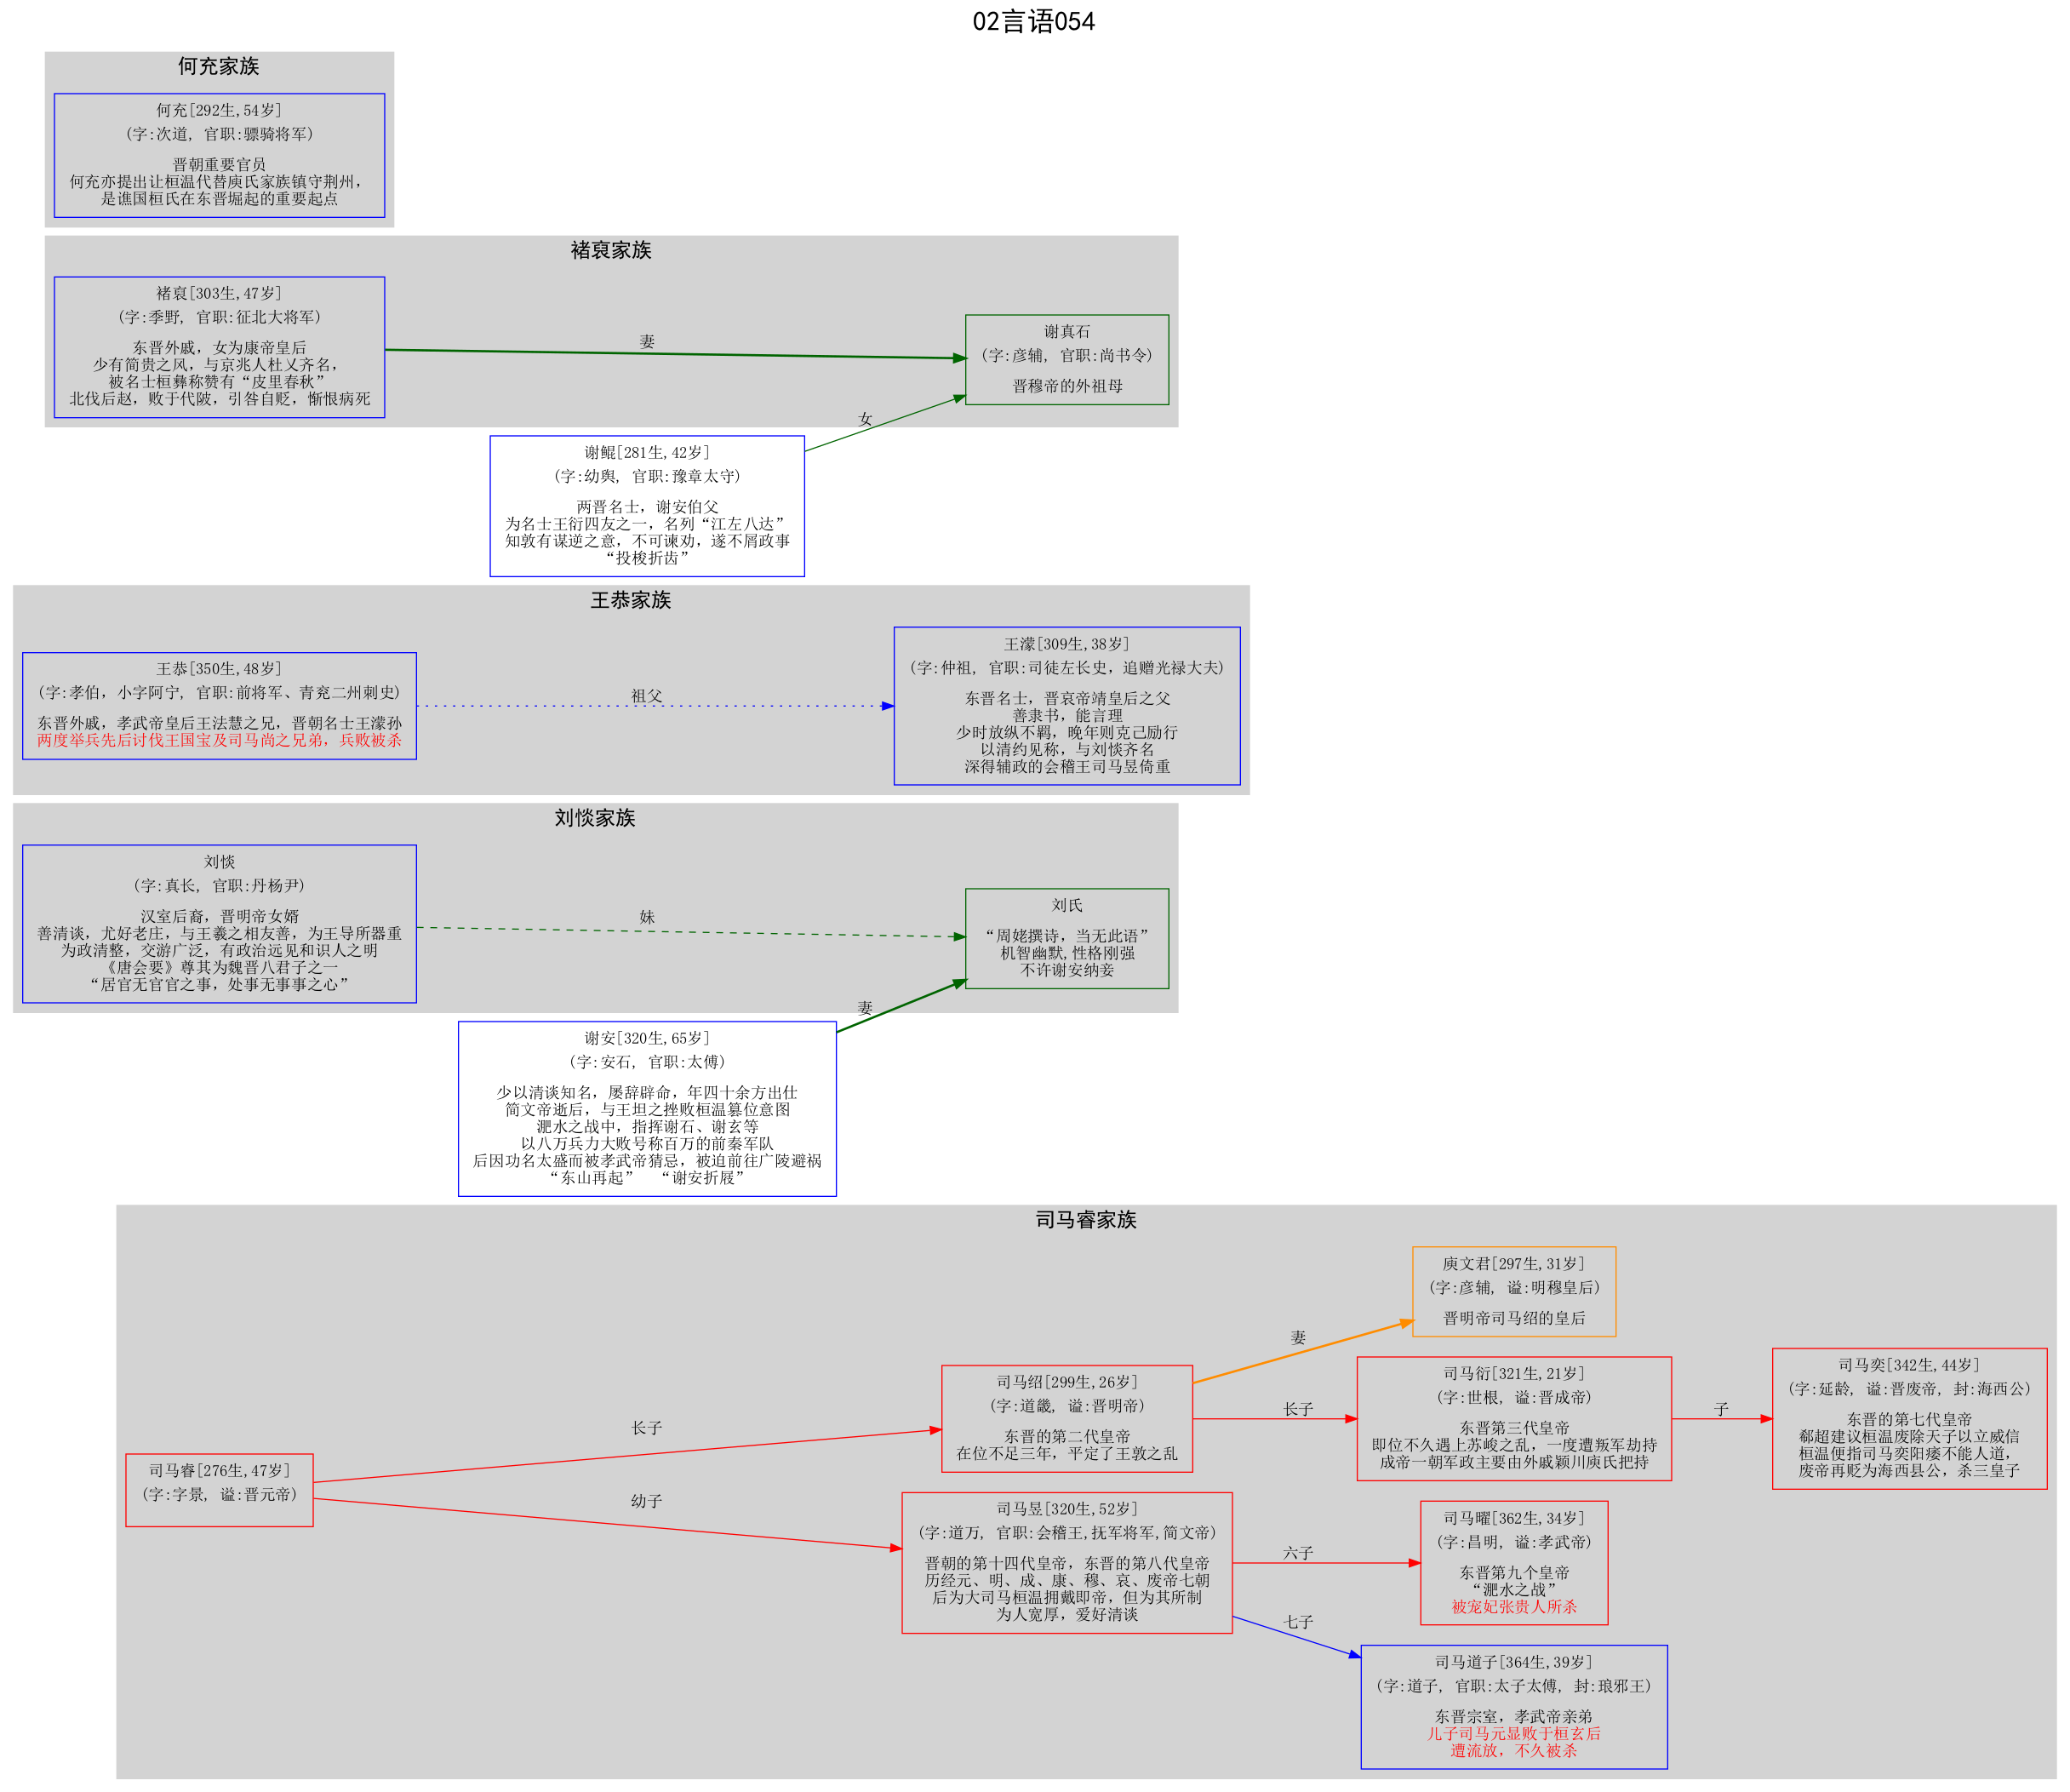 02言语054
何充家族
何充[292生,54岁]
(字:次道, 官职:骠骑将军)
晋朝重要官员
何充亦提出让桓温代替庾氏家族镇守荆州，
是谯国桓氏在东晋堀起的重要起点
褚裒家族
褚裒[303生,47岁]
(字:季野, 官职:征北大将军)
东晋外戚，女为康帝皇后
少有简贵之风，与京兆人杜乂齐名，
被名士桓彝称赞有“皮里春秋”
北伐后赵，败于代陂，引咎自贬，惭恨病死
妻
谢真石
(字:彦辅, 官职:尚书令)
晋穆帝的外祖母
女
谢鲲[281生,42岁]
(字:幼舆, 官职:豫章太守)
两晋名士，谢安伯父
为名士王衍四友之一，名列“江左八达”
知敦有谋逆之意，不可谏劝，遂不屑政事
“投梭折齿”
王恭家族
王恭[350生,48岁]
(字:孝伯，小字阿宁, 官职:前将军、青兖二州刺史)
东晋外戚，孝武帝皇后王法慧之兄，晋朝名士王濛孙
两度举兵先后讨伐王国宝及司马尚之兄弟，兵败被杀
祖父
王濛[309生,38岁]
(字:仲祖, 官职:司徒左长史，追赠光禄大夫)
东晋名士，晋哀帝靖皇后之父
善隶书，能言理
少时放纵不羁，晚年则克己励行
以清约见称，与刘惔齐名
深得辅政的会稽王司马昱倚重
刘惔家族
刘惔
(字:真长, 官职:丹杨尹)
汉室后裔，晋明帝女婿
善清谈，尤好老庄，与王羲之相友善，为王导所器重
为政清整，交游广泛，有政治远见和识人之明
《唐会要》尊其为魏晋八君子之一
“居官无官官之事，处事无事事之心”
妹
刘氏
“周姥撰诗，当无此语”
机智幽默,性格刚强
不许谢安纳妾
妻
谢安[320生,65岁]
(字:安石, 官职:太傅)
少以清谈知名，屡辞辟命，年四十余方出仕
简文帝逝后，与王坦之挫败桓温篡位意图
淝水之战中，指挥谢石、谢玄等
以八万兵力大败号称百万的前秦军队
后因功名太盛而被孝武帝猜忌，被迫前往广陵避祸
“东山再起” “谢安折屐”
司马睿家族
司马睿[276生,47岁]
(字:字景, 谥:晋元帝)
长子
幼子
司马绍[299生,26岁]
(字:道畿, 谥:晋明帝)
东晋的第二代皇帝
在位不足三年，平定了王敦之乱
妻
庾文君[297生,31岁]
(字:彦辅, 谥:明穆皇后)
晋明帝司马绍的皇后
长子
司马衍[321生,21岁]
(字:世根, 谥:晋成帝)
东晋第三代皇帝
即位不久遇上苏峻之乱，一度遭叛军劫持
成帝一朝军政主要由外戚颖川庾氏把持
子
司马奕[342生,44岁]
(字:延龄, 谥:晋废帝, 封:海西公)
东晋的第七代皇帝
郗超建议桓温废除天子以立威信
桓温便指司马奕阳痿不能人道，
废帝再贬为海西县公，杀三皇子
司马昱[320生,52岁]
(字:道万, 官职:会稽王,抚军将军,简文帝)
晋朝的第十四代皇帝，东晋的第八代皇帝
历经元、明、成、康、穆、哀、废帝七朝
后为大司马桓温拥戴即帝，但为其所制
为人宽厚，爱好清谈
六子
司马曜[362生,34岁]
(字:昌明, 谥:孝武帝)
东晋第九个皇帝
“淝水之战”
被宠妃张贵人所杀
七子
司马道子[364生,39岁]
(字:道子, 官职:太子太傅, 封:琅邪王)
东晋宗室，孝武帝亲弟
儿子司马元显败于桓玄后
遭流放，不久被杀